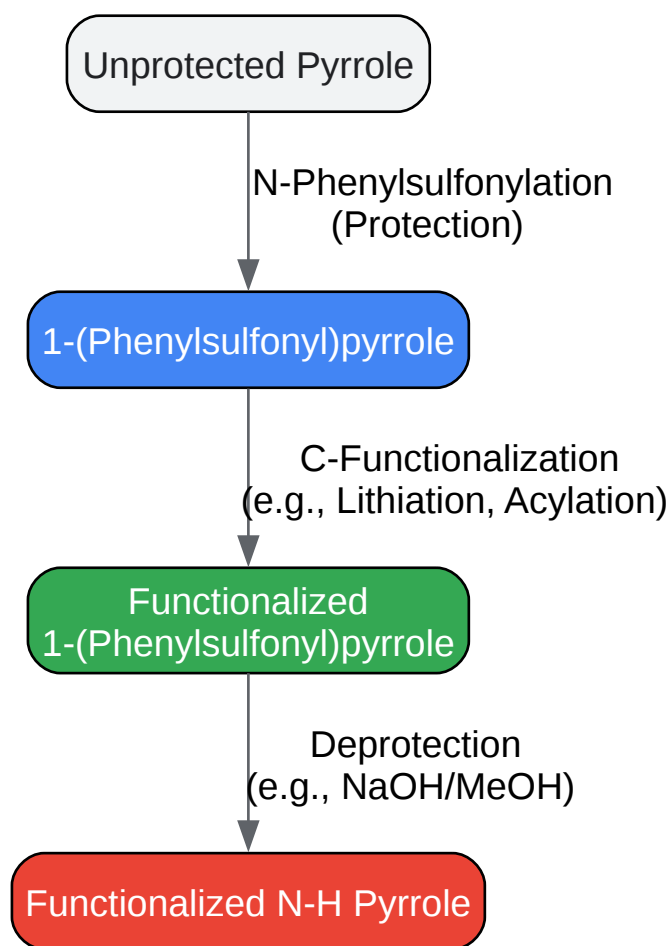 Unprotected Pyrrole
N-Phenylsulfonylation
(Protection)
1-(Phenylsulfonyl)pyrrole
C-Functionalization
(e.g., Lithiation, Acylation)
Functionalized
1-(Phenylsulfonyl)pyrrole
Deprotection
(e.g., NaOH/MeOH)
Functionalized N-H Pyrrole